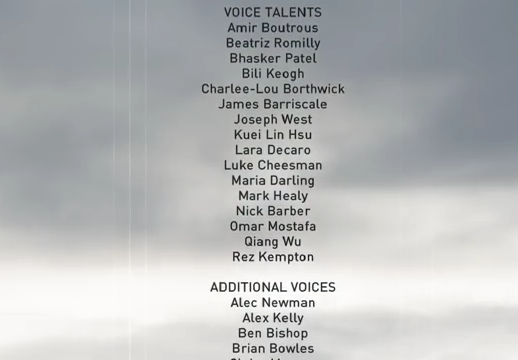 VOICE TALENTS
Amir Boutrous
Beatriz Romilly
Bhasker Patel
Bili Keogh
Charlee-Lou Borthwick
James Barriscale
Joseph West
Kuei Lin Hsu
Lara Decaro
Luke Cheesman
Maria Darling
Mark Healy
Nick Barber
Omar Mostafa
Qiang Wu
Rez Kempton
ADDITIONAL VOICES
Alec Newman
Alex Kelly
Ben Bishop
Brian Bowles